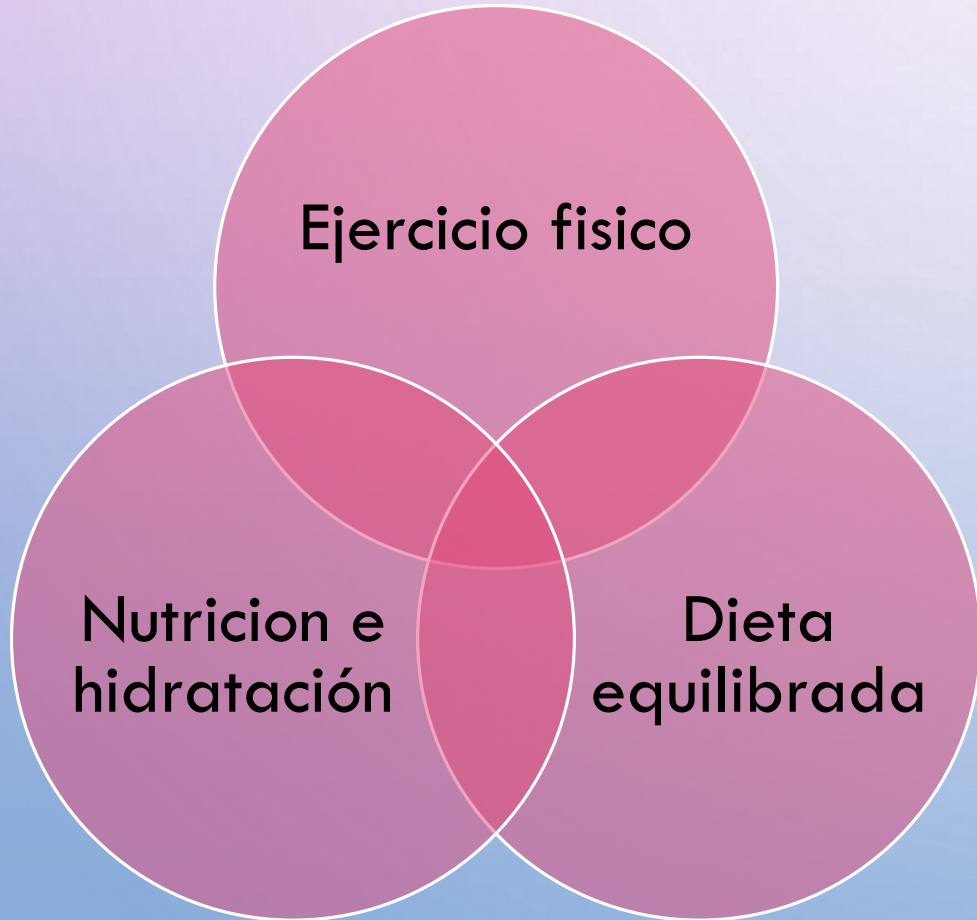 Ejercicio fisico
Nutricion e
hidratación
Dieta
equilibrada